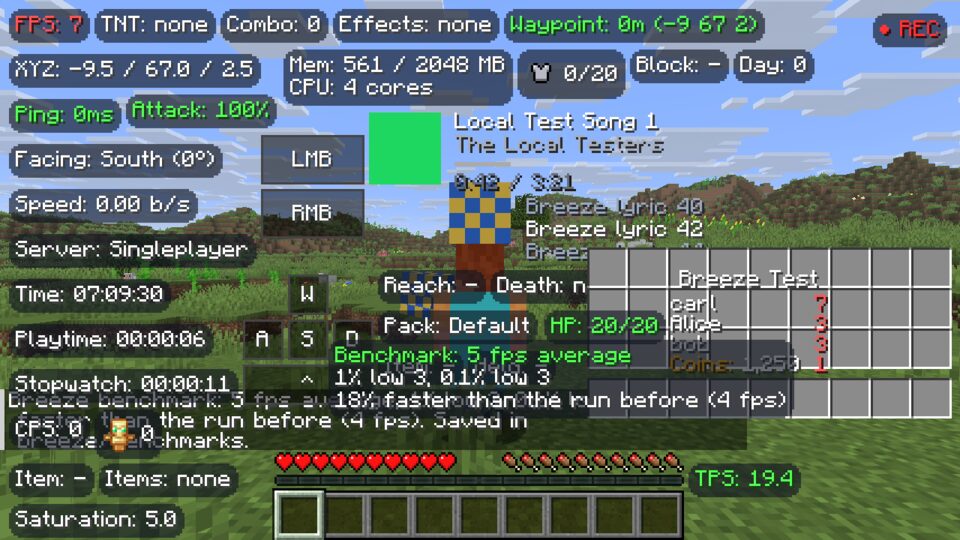 FPS: 7 TNT: none Combo: 0 Effects: none Waypoint: 0m (-9 67 2) REC
XYZ: -9.5 / 67.0 / 2.5 Mem: 561 / 2048 MB 0/20 Block: - Day: 0
CPU: 4 cores
Ping: 0ms Attack: 100%
Local Test Song 1
The Local Testers
Facing: South (0°) LMB
0:42 / 3:21
Speed: 0.00 b/s RMB
Breeze lyric 40
Breeze lyric 42
Server: Singleplayer
Breeze
Breeze Test
Time: 07:09:30 W Reach: - Death: n
carl 7
Alice 3
bob 3
Coins: 1,250 1
Playtime: 00:00:06 A S D Pack: Default HP: 20/20
Benchmark: 5 fps average
1% low 3, 0.1% low 3
18% faster than the run before (4 fps)
Stopwatch: 00:00:11 ^
Breeze benchmark: 5 fps
faster than the run before (4 fps). Saved in
CPS: 0 0
Item: - Items: none TPS: 19.4
Saturation: 5.0